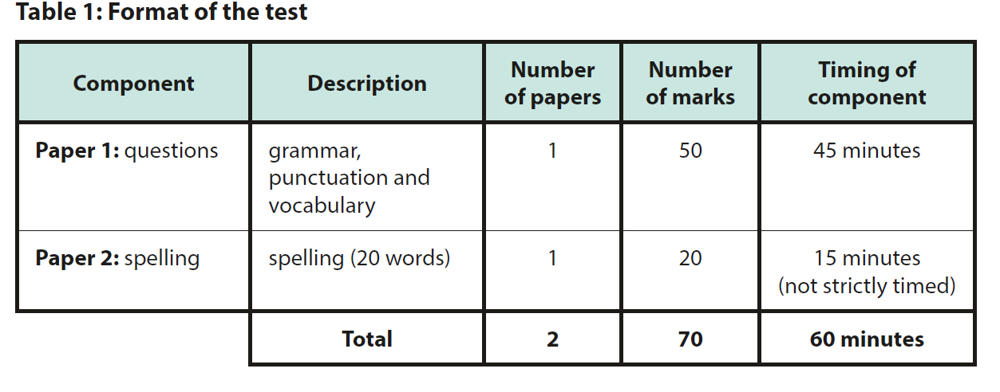 Table 1: Format of the test
Component
Description
Number
of papers
Number
of marks
Timing of
component
Paper 1: questions
grammar,
punctuation and
vocabulary
1
50
45 minutes
Paper 2: spelling
spelling (20 words)
1
20
15 minutes
(not strictly timed)
Total
2
70
60 minutes